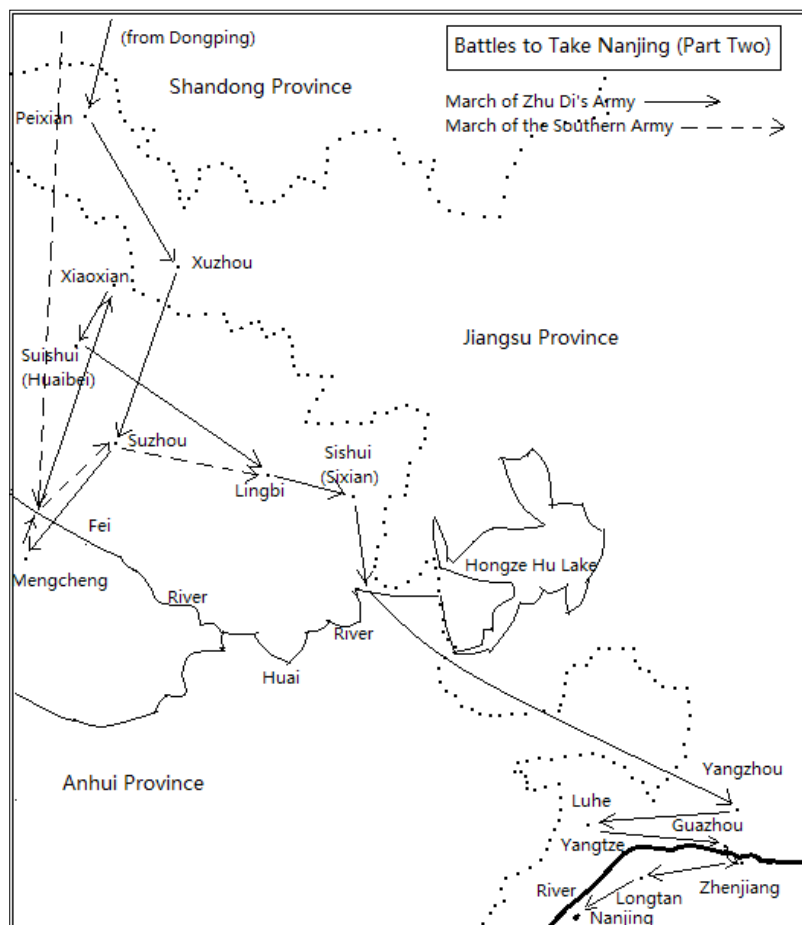 (from Dongping)
Battles to Take Nanjing (Part Two)
Shandong Province
March of Zhu Di's Army
Peixian
March of the Southern Army
Xuzhou
Xiaoxian
Jiangsu Province
Suishui
(Huaibei)
Suzhou
Sishui
(Sixian)
Lingbi
Fei
Hongze Hu Lake
Mengcheng
River
River
Huai
Yangzhou
Anhui Province
Luhe
Guazhou
Yangtze
Zhenjiang
River
Longtan
Nanjing